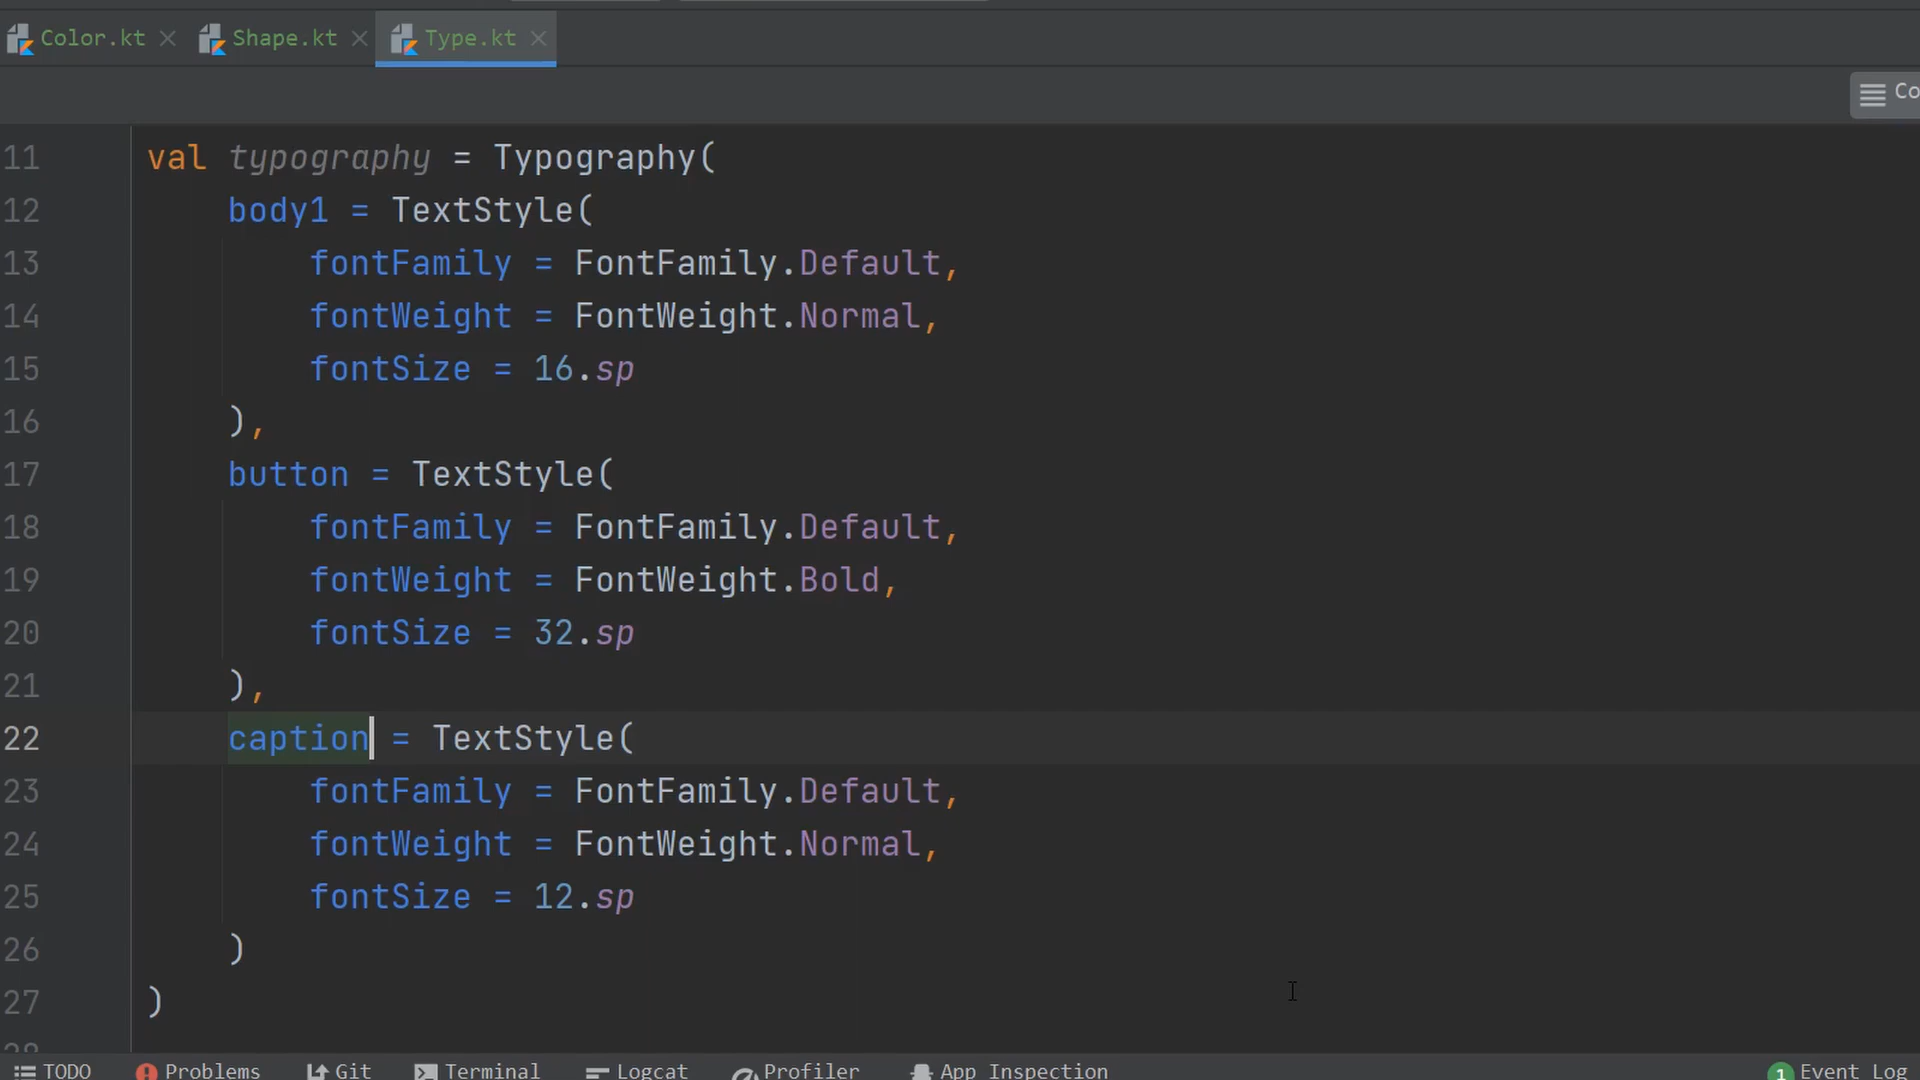 Color.kt
Shape.kt
Type.kt
Co
11 val typography = Typography(
12 body1 = TextStyle(
13 fontFamily = FontFamily.Default,
14 fontWeight = FontWeight.Normal,
15 fontSize = 16.sp
16 ),
17 button = TextStyle(
18 fontFamily = FontFamily.Default,
19 fontWeight = FontWeight.Bold,
20 fontSize = 32.sp
21 ),
22 caption = TextStyle(
23 fontFamily = FontFamily.Default,
24 fontWeight = FontWeight.Normal,
25 fontSize = 12.sp
26 )
27 )
28
TODO Problems Git Terminal Logcat Profiler App Inspection 1 Event Log